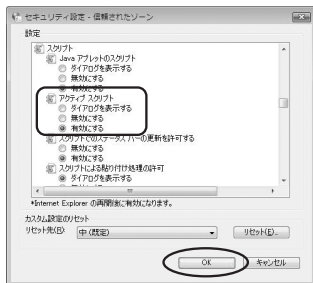 セキュリティ設定 - 信頼されたゾーン
設定
スクリプト
Java アプレットのスクリプト
ダイアログを表示する
無効にする
有効にする
アクティブ スクリプト
ダイアログを表示する
無効にする
有効にする
スクリプトでのステータス バーの更新を許可する
無効にする
有効にする
スクリプトによる貼り付け処理の許可
ダイアログを表示する
*Internet Explorer の再開後に有効になります。
カスタム設定のリセット
リセット先(R): 中 (既定) リセット(E)...
OK キャンセル